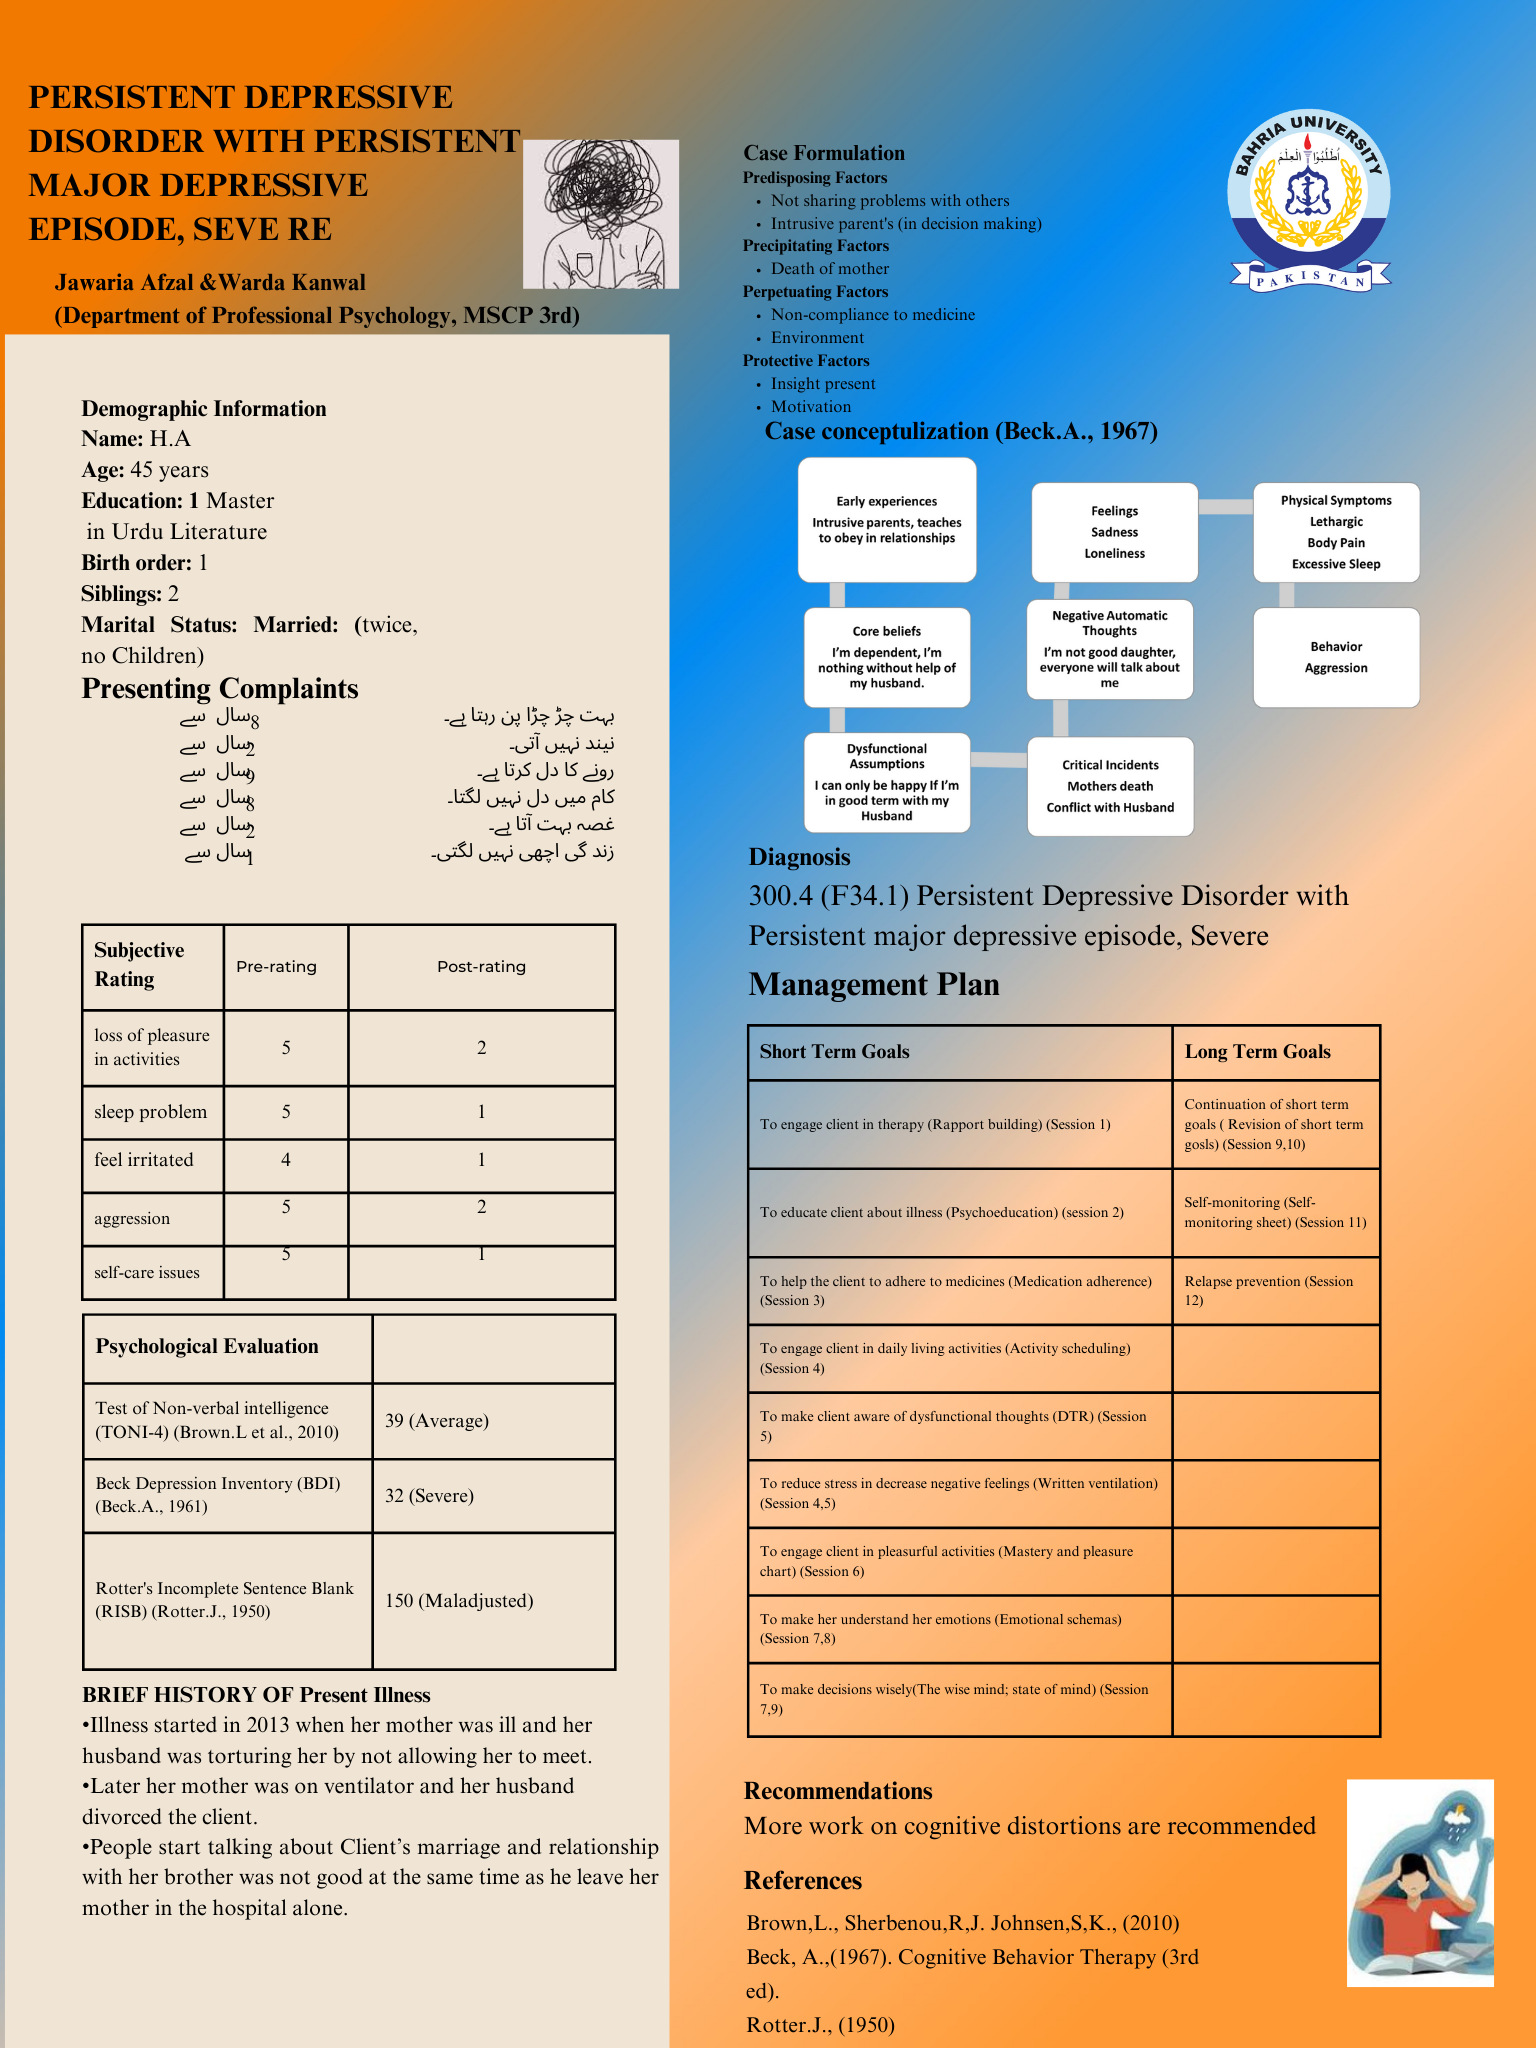 PERSISTENT DEPRESSIVE
DISORDER WITH PERSISTENT
MAJOR DEPRESSIVE
EPISODE, SEVE RE
Jawaria Afzal &Warda Kanwal
(Department of Professional Psychology, MSCP 3rd)
Demographic Information
Name: H.A
Age: 45 years
Education: 1 Master
in Urdu Literature
Birth order: 1
Siblings: 2
Marital Status: Married: (twice,
no Children)
Presenting Complaints
بہت چڑ چڑا پن رہتا ہے۔ 8سال سے
نیند نہیں آتی۔ 2سال سے
رونے کا دل کرتا ہے۔ 9سال سے
کام میں دل نہیں لگتا۔ 8سال سے
غصہ بہت آتا ہے۔ 2سال سے
زند گی اچھی نہیں لگتی۔ 1سال سے
Subjective Pre-rating Post-rating
Rating
loss of pleasure 5 2
in activities
sleep problem 5 1
feel irritated 4 1
aggression 5 2
self-care issues 5 1
Psychological Evaluation
Test of Non-verbal intelligence 39 (Average)
(TONI-4) (Brown.L et al., 2010)
Beck Depression Inventory (BDI) 32 (Severe)
(Beck.A., 1961)
Rotter's Incomplete Sentence Blank 150 (Maladjusted)
(RISB) (Rotter.J., 1950)
BRIEF HISTORY OF Present Illness
•Illness started in 2013 when her mother was ill and her
husband was torturing her by not allowing her to meet.
•Later her mother was on ventilator and her husband
divorced the client.
•People start talking about Client's marriage and relationship
with her brother was not good at the same time as he leave her
mother in the hospital alone.
Case Formulation
Predisposing Factors
• Not sharing problems with others
• Intrusive parent's (in decision making)
Precipitating Factors
• Death of mother
Perpetuating Factors
• Non-compliance to medicine
• Environment
Protective Factors
• Insight present
• Motivation
BAHRIA UNIVERSITY
اُطْلُبُوا الْعِلْمَ
PAKISTAN
Case conceptulization (Beck.A., 1967)
Early experiences
Intrusive parents, teaches
to obey in relationships
Core beliefs
I'm dependent, I'm
nothing without help of
my husband.
Dysfunctional
Assumptions
I can only be happy If I'm
in good term with my
Husband
Critical Incidents
Mothers death
Conflict with Husband
Negative Automatic
Thoughts
I'm not good daughter,
everyone will talk about
me
Feelings
Sadness
Loneliness
Physical Symptoms
Lethargic
Body Pain
Excessive Sleep
Behavior
Aggression
Diagnosis
300.4 (F34.1) Persistent Depressive Disorder with
Persistent major depressive episode, Severe
Management Plan
Short Term Goals Long Term Goals
To engage client in therapy (Rapport building) (Session 1)
Continuation of short term
goals ( Revision of short term
gosls) (Session 9,10)
To educate client about illness (Psychoeducation) (session 2)
Self-monitoring (Self-
monitoring sheet) (Session 11)
To help the client to adhere to medicines (Medication adherence)
(Session 3)
Relapse prevention (Session
12)
To engage client in daily living activities (Activity scheduling)
(Session 4)
To make client aware of dysfunctional thoughts (DTR) (Session
5)
To reduce stress in decrease negative feelings (Written ventilation)
(Session 4,5)
To engage client in pleasurful activities (Mastery and pleasure
chart) (Session 6)
To make her understand her emotions (Emotional schemas)
(Session 7,8)
To make decisions wisely(The wise mind; state of mind) (Session
7,9)
Recommendations
More work on cognitive distortions are recommended
References
Brown,L., Sherbenou,R,J. Johnsen,S,K., (2010)
Beck, A.,(1967). Cognitive Behavior Therapy (3rd
ed).
Rotter.J., (1950)